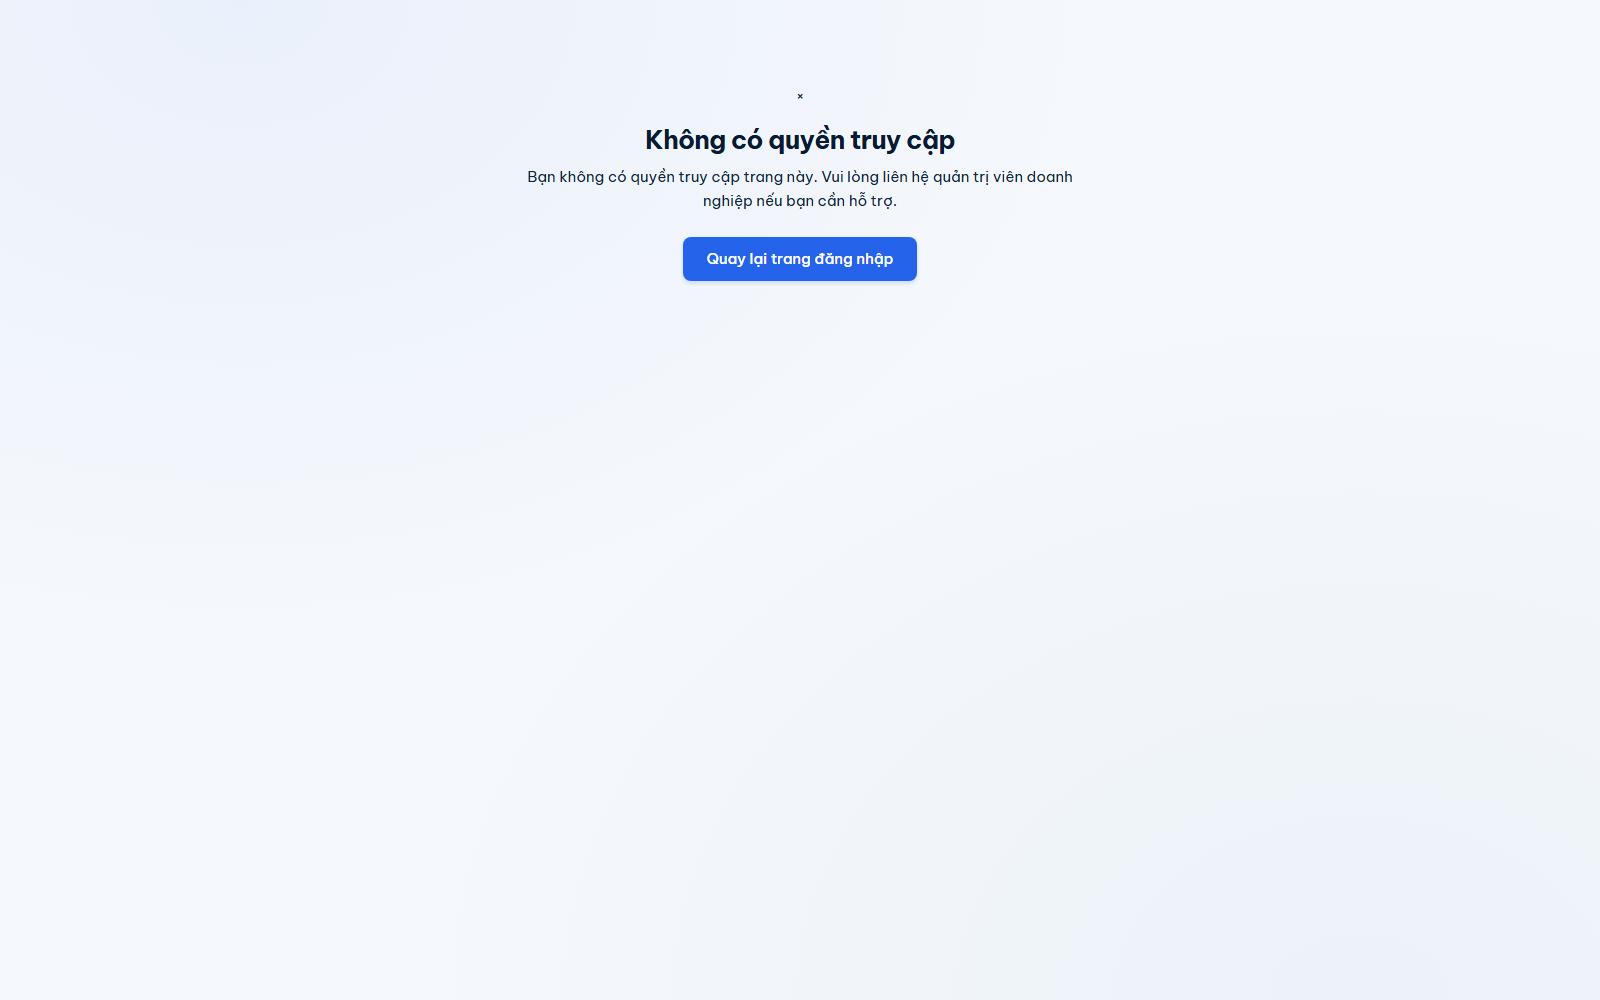 ×
Không có quyền truy cập
Bạn không có quyền truy cập trang này. Vui lòng liên hệ quản trị viên doanh
nghiệp nếu bạn cần hỗ trợ.
Quay lại trang đăng nhập